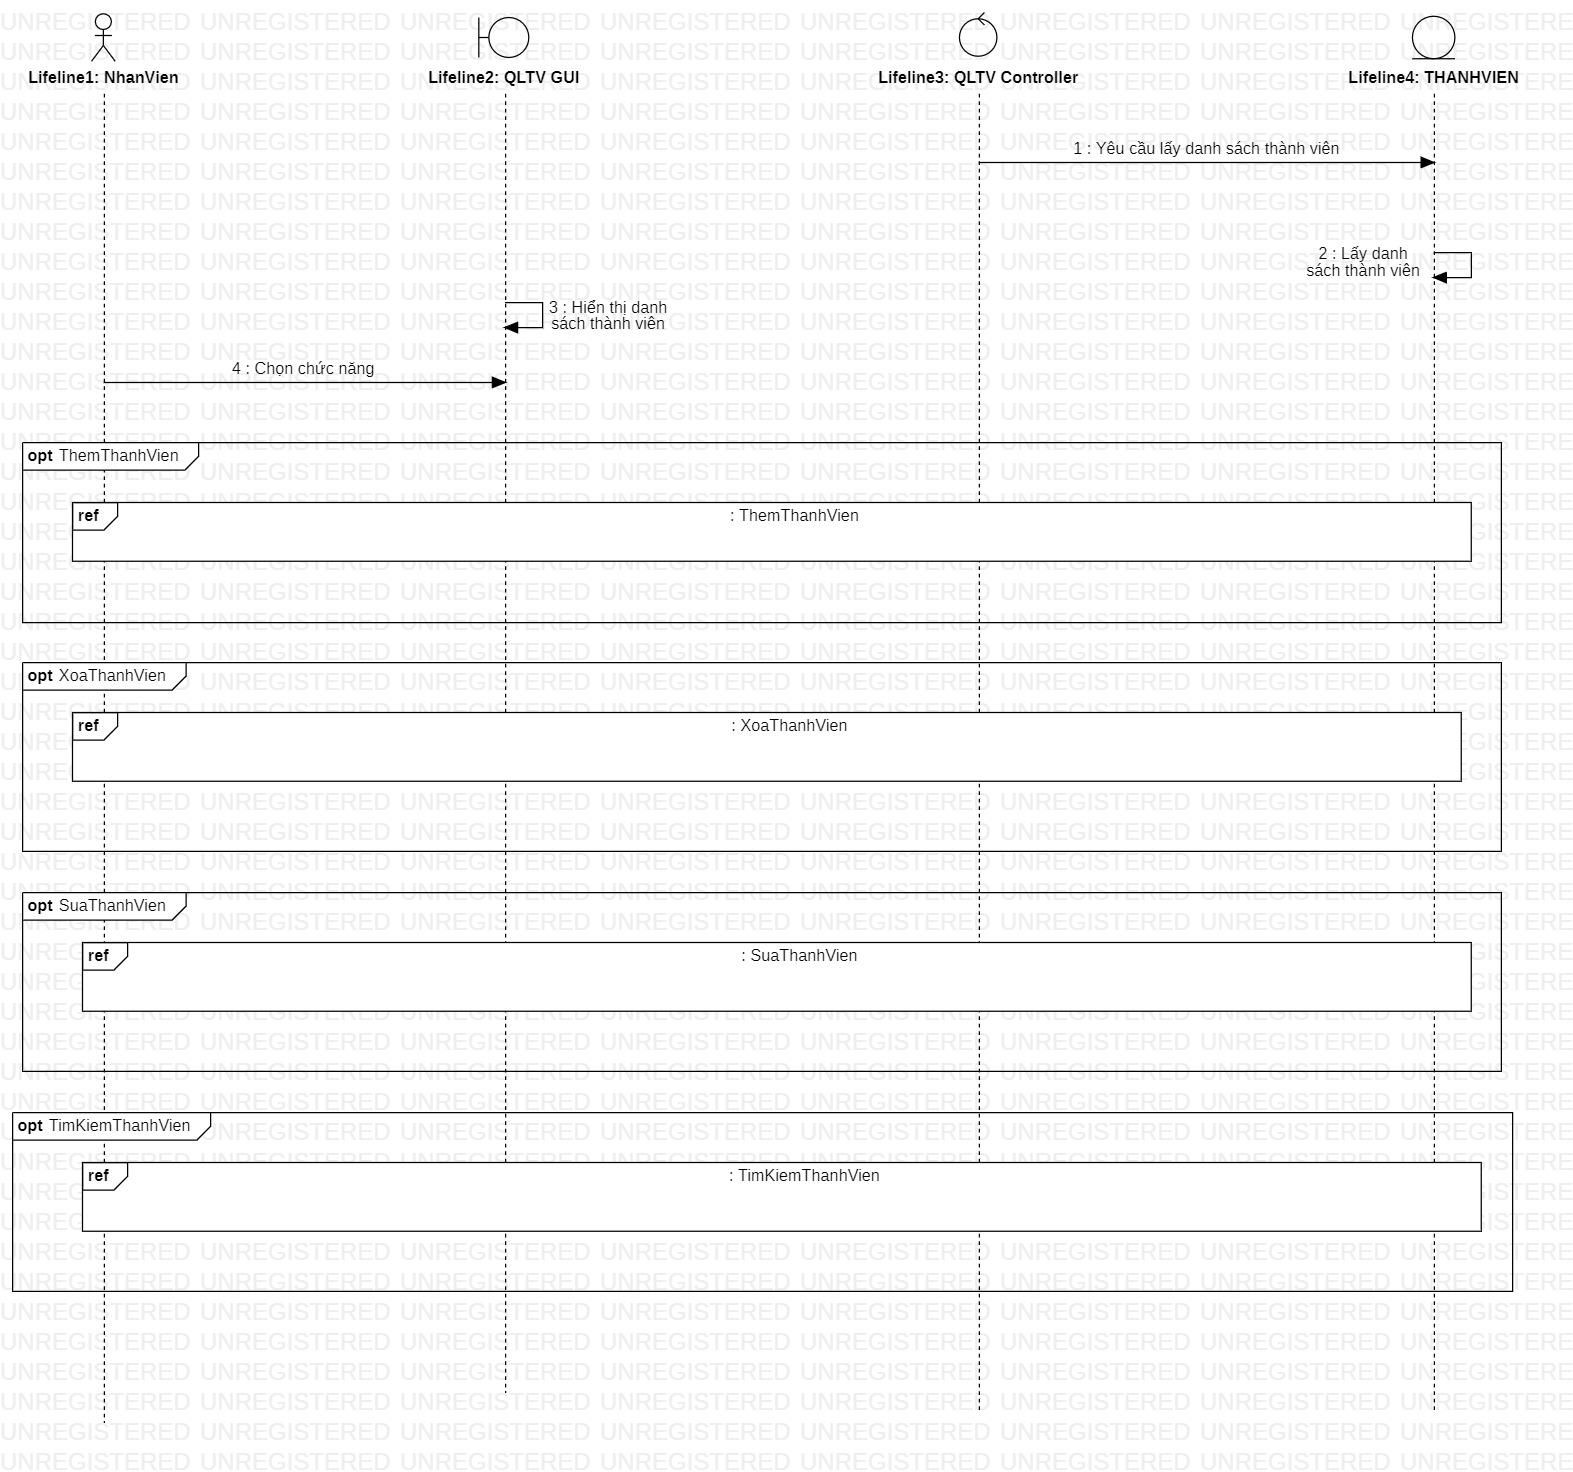 Lifeline1: NhanVien
Lifeline2: QLTV GUI
Lifeline3: QLTV Controller
Lifeline4: THANHVIEN
1 : Yêu cầu lấy danh sách thành viên
2 : Lấy danh
sách thành viên
3 : Hiển thị danh
sách thành viên
4 : Chọn chức năng
opt ThemThanhVien
ref
: ThemThanhVien
opt XoaThanhVien
ref
: XoaThanhVien
opt SuaThanhVien
ref
: SuaThanhVien
opt TimKiemThanhVien
ref
: TimKiemThanhVien
UNREGISTERED